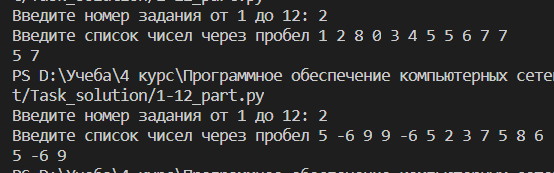 t/Task_solution/1-12_part.py
Введите номер задания от 1 до 12: 2
Введите список чисел через пробел 1 2 8 0 3 4 5 5 6 7 7
5 7
PS D:\Учеба\4 курс\Программное обеспечение компьютерных сете
t/Task_solution/1-12_part.py
Введите номер задания от 1 до 12: 2
Введите список чисел через пробел 5 -6 9 9 -6 5 2 3 7 5 8 6
5 -6 9
PS D:\Учеба\4 курс\Программное обеспечение компьютерных сете